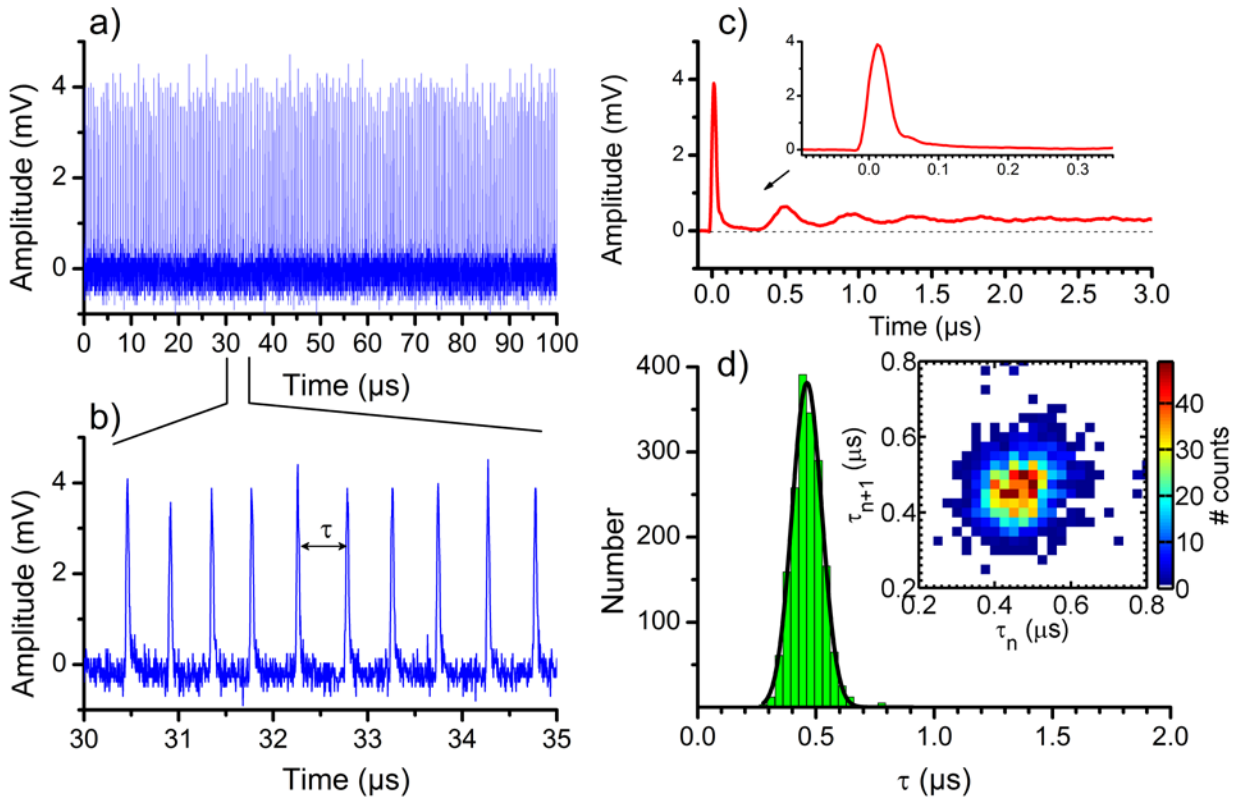 a)
Amplitude (mV)
4
2
0
0 10 20 30 40 50 60 70 80 90 100
Time (µs)
b)
Amplitude (mV)
4
2
0
τ
30 31 32 33 34 35
Time (µs)
c)
Amplitude (mV)
4
2
0
4
2
0
0.0 0.1 0.2 0.3
0.0 0.5 1.0 1.5 2.0 2.5 3.0
Time (µs)
d)
Number
400
300
200
100
0.0 0.5 1.0 1.5 2.0
τ (µs)
τn+1 (µs)
0.8
0.6
0.4
0.2
0.2 0.4 0.6 0.8
τn (µs)
40
30
20
10
0
# counts